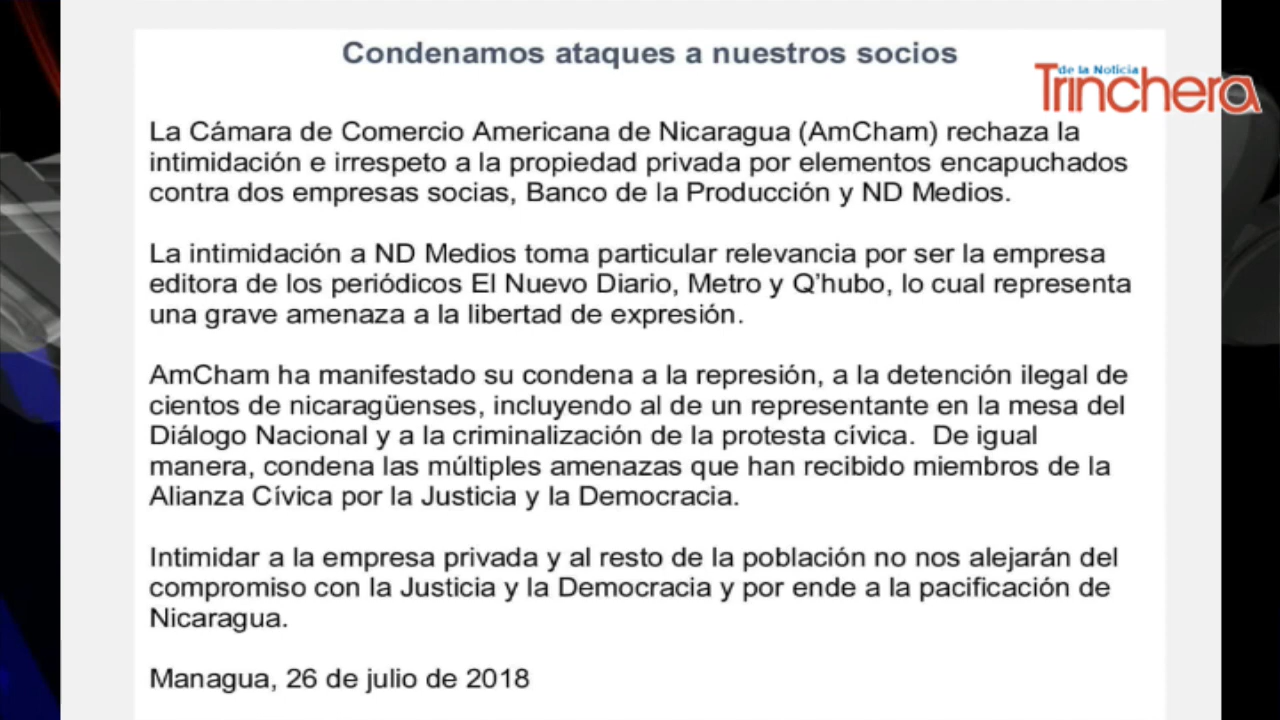 Condenamos ataques a nuestros socios
de la Noticia
Trinchera
La Cámara de Comercio Americana de Nicaragua (AmCham) rechaza la
intimidación e irrespeto a la propiedad privada por elementos encapuchados
contra dos empresas socias, Banco de la Producción y ND Medios.
La intimidación a ND Medios toma particular relevancia por ser la empresa
editora de los periódicos El Nuevo Diario, Metro y Q’hubo, lo cual representa
una grave amenaza a la libertad de expresión.
AmCham ha manifestado su condena a la represión, a la detención ilegal de
cientos de nicaragüenses, incluyendo al de un representante en la mesa del
Diálogo Nacional y a la criminalización de la protesta cívica.  De igual
manera, condena las múltiples amenazas que han recibido miembros de la
Alianza Cívica por la Justicia y la Democracia.
Intimidar a la empresa privada y al resto de la población no nos alejarán del
compromiso con la Justicia y la Democracia y por ende a la pacificación de
Nicaragua.
Managua, 26 de julio de 2018